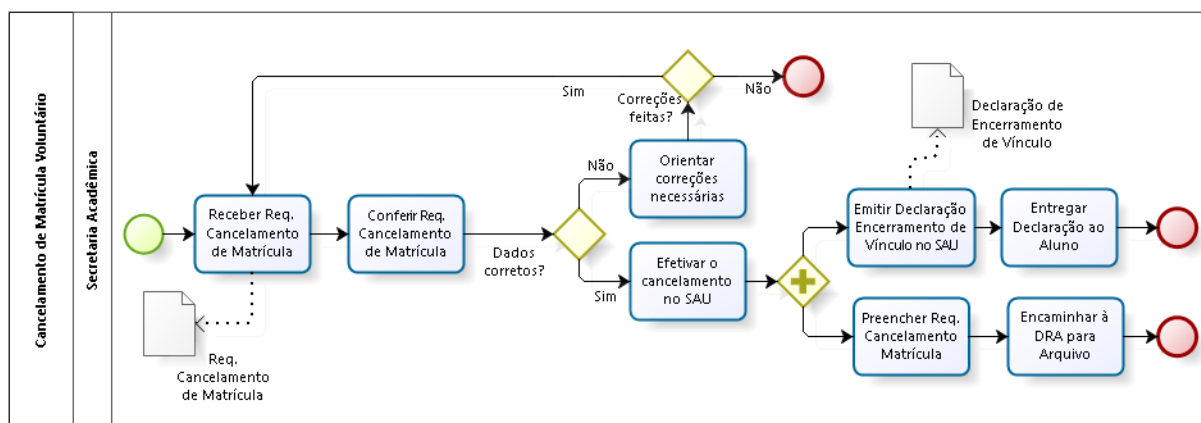 Cancelamento de Matrícula Voluntário
Secretaria Acadêmica
Receber Req.
Cancelamento
de Matrícula
Req.
Cancelamento
de Matrícula
Conferir Req.
Cancelamento
de Matrícula
Dados
corretos?
Não
Sim
Orientar
correções
necessárias
Correções
feitas?
Sim
Não
Efetivar o
cancelamento
no SAU
Emitir Declaração
Encerramento de
Vínculo no SAU
Declaração de
Encerramento
de Vínculo
Entregar
Declaração ao
Aluno
Preencher Req.
Cancelamento
Matrícula
Encaminhar à
DRA para
Arquivo